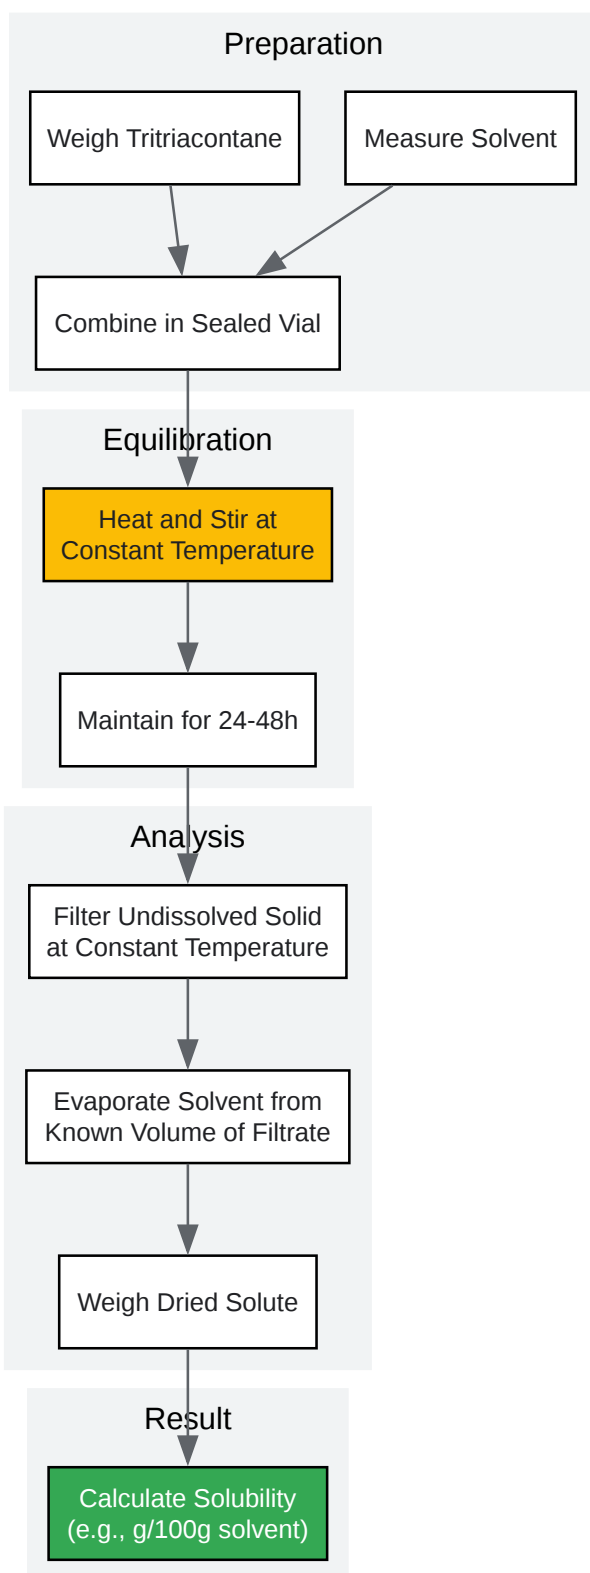 Preparation
Weigh Tritriacontane
Measure Solvent
Combine in Sealed Vial
Equilibration
Heat and Stir at
Constant Temperature
Maintain for 24-48h
Analysis
Filter Undissolved Solid
at Constant Temperature
Evaporate Solvent from
Known Volume of Filtrate
Weigh Dried Solute
Result
Calculate Solubility
(e.g., g/100g solvent)